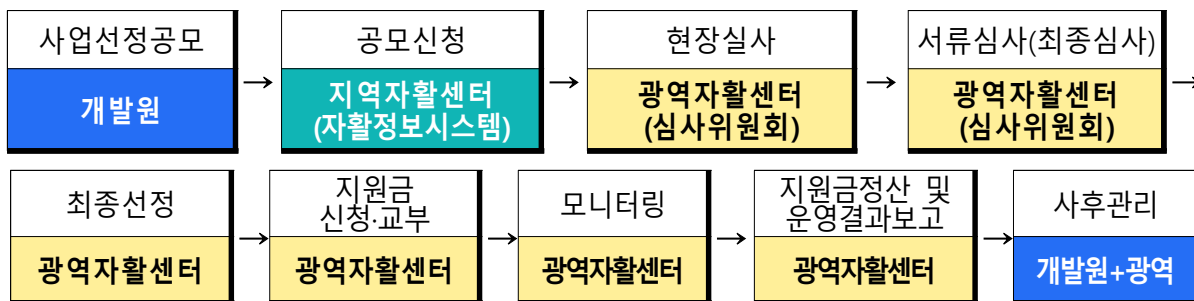 사업선정공모
개발원
→
공모신청
지역자활센터
(자활정보시스템)
→
현장실사
광역자활센터
(심사위원회)
→
서류심사(최종심사)
광역자활센터
(심사위원회)
→
최종선정
광역자활센터
→
지원금
신청·교부
광역자활센터
→
모니터링
광역자활센터
→
지원금정산 및
운영결과보고
광역자활센터
→
사후관리
개발원+광역